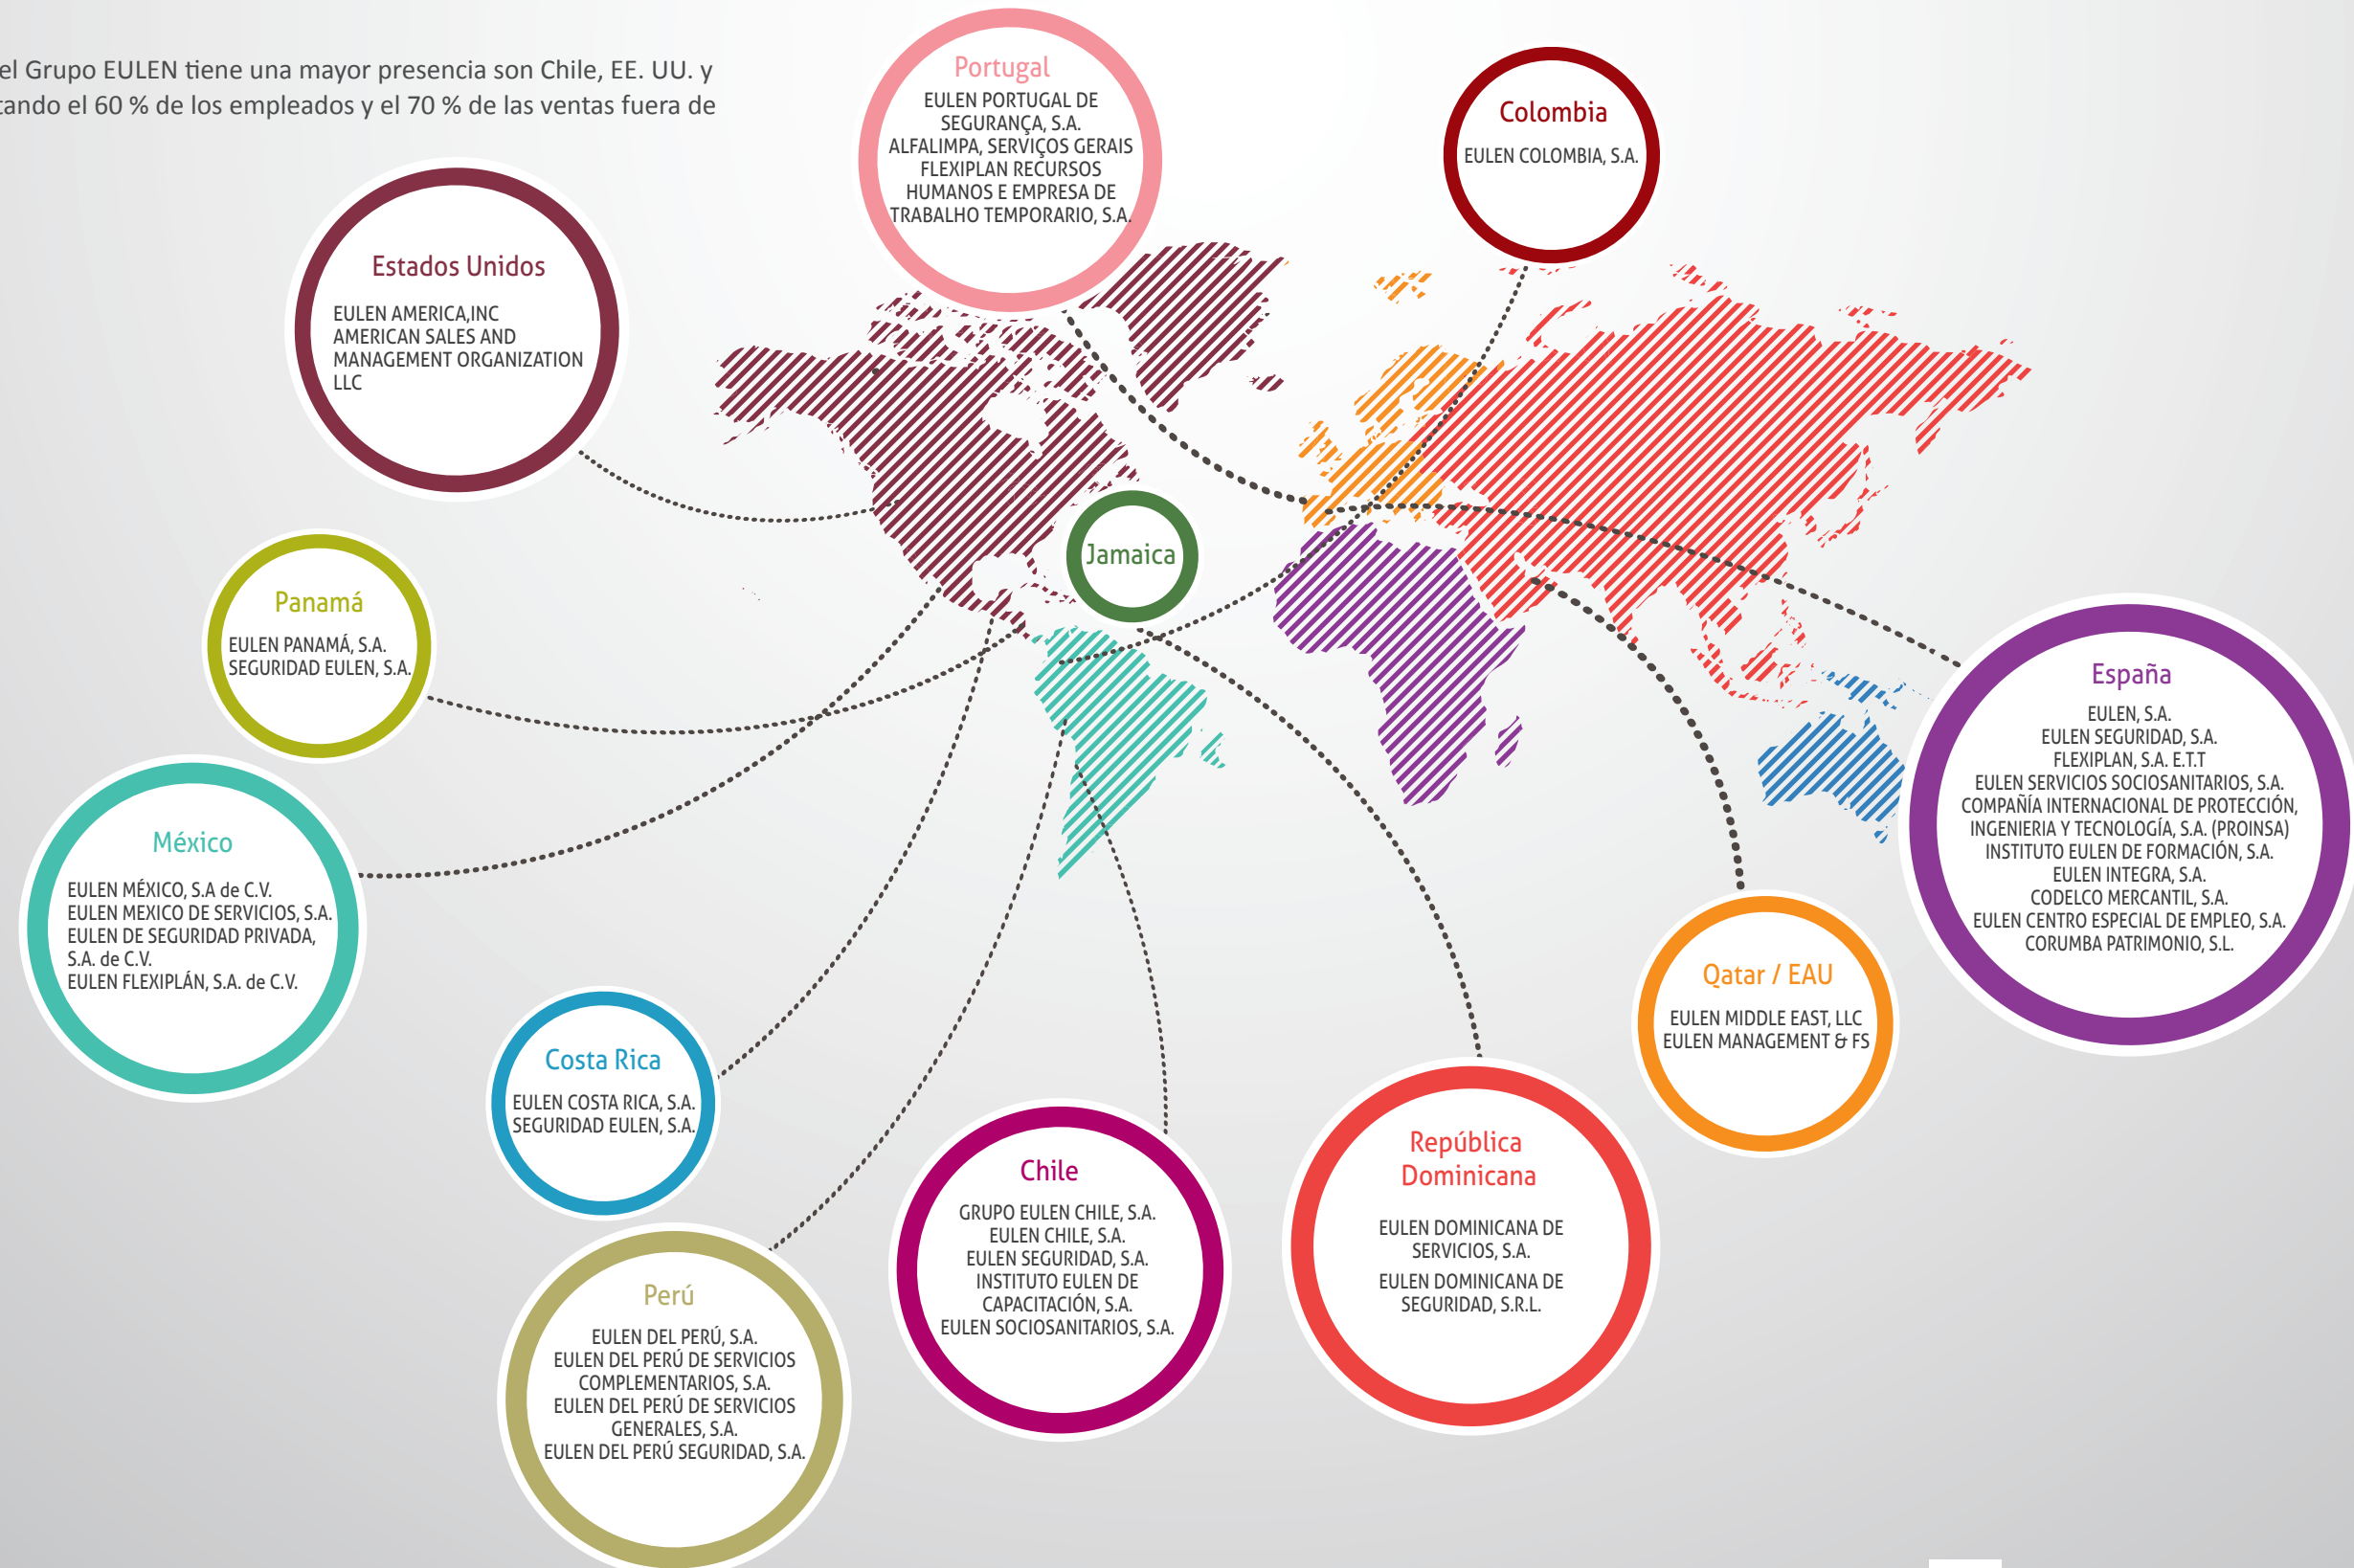 el Grupo EULEN tiene una mayor presencia son Chile, EE. UU. y
tando el 60 % de los empleados y el 70 % de las ventas fuera de
Portugal
EULEN PORTUGAL DE
SEGURANÇA, S.A.
ALFALIMPA, SERVIÇOS GERAIS
FLEXIPLAN RECURSOS
HUMANOS E EMPRESA DE
TRABALHO TEMPORARIO, S.A.
Colombia
EULEN COLOMBIA, S.A.
Estados Unidos
EULEN AMERICA,INC
AMERICAN SALES AND
MANAGEMENT ORGANIZATION
LLC
Jamaica
Panamá
EULEN PANAMÁ, S.A.
SEGURIDAD EULEN, S.A.
España
EULEN, S.A.
EULEN SEGURIDAD, S.A.
FLEXIPLAN, S.A. E.T.T
EULEN SERVICIOS SOCIOSANITARIOS, S.A.
COMPAÑÍA INTERNACIONAL DE PROTECCIÓN,
INGENIERIA Y TECNOLOGÍA, S.A. (PROINSA)
INSTITUTO EULEN DE FORMACIÓN, S.A.
EULEN INTEGRA, S.A.
CODELCO MERCANTIL, S.A.
EULEN CENTRO ESPECIAL DE EMPLEO, S.A.
CORUMBA PATRIMONIO, S.L.
México
EULEN MÉXICO, S.A de C.V.
EULEN MEXICO DE SERVICIOS, S.A.
EULEN DE SEGURIDAD PRIVADA,
S.A. de C.V.
EULEN FLEXIPLÁN, S.A. de C.V.
Qatar / EAU
EULEN MIDDLE EAST, LLC
EULEN MANAGEMENT & FS
Costa Rica
EULEN COSTA RICA, S.A.
SEGURIDAD EULEN, S.A.
Chile
GRUPO EULEN CHILE, S.A.
EULEN CHILE, S.A.
EULEN SEGURIDAD, S.A.
INSTITUTO EULEN DE
CAPACITACIÓN, S.A.
EULEN SOCIOSANITARIOS, S.A.
República
Dominicana
EULEN DOMINICANA DE
SERVICIOS, S.A.
EULEN DOMINICANA DE
SEGURIDAD, S.R.L.
Perú
EULEN DEL PERÚ, S.A.
EULEN DEL PERÚ DE SERVICIOS
COMPLEMENTARIOS, S.A.
EULEN DEL PERÚ DE SERVICIOS
GENERALES, S.A.
EULEN DEL PERÚ SEGURIDAD, S.A.